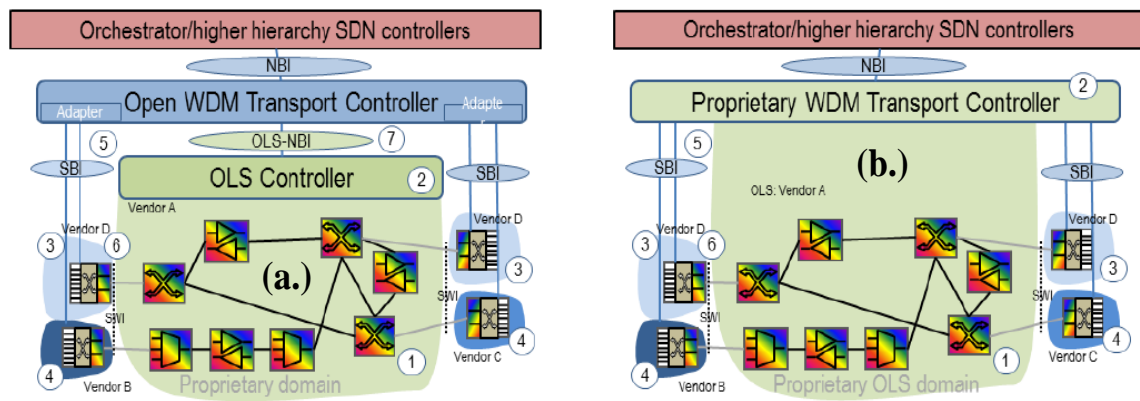 Orchestrator/higher hierarchy SDN controllers
NBI
Adapter
Open WDM Transport Controller
Adapte
r
5
OLS-NBI
7
SBI
OLS Controller
2
SBI
Vendor A
Vendor D
Vendor D
3
6
(a.)
3
SWI
SWI
4
4
1
Vendor C
Vendor B
Proprietary domain
Orchestrator/higher hierarchy SDN controllers
NBI
2
Proprietary WDM Transport Controller
5
(b.)
SBI
SBI
OLS: Vendor A
Vendor D
Vendor D
3
6
3
SWI
SWI
4
4
1
Vendor C
Vendor B
Proprietary OLS domain